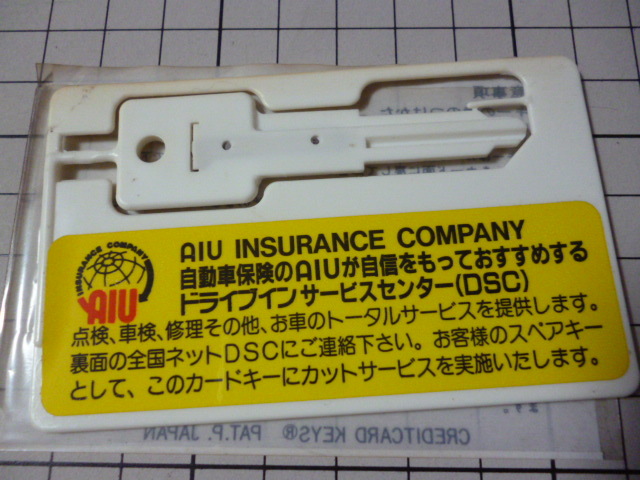 INSURANCE COMPANY
AIU
AIU INSURANCE COMPANY
自動車保険のAIUが自信をもっておすすめする
ドライブインサービスセンター(DSC)
点検、車検、修理その他、お車のトータルサービスを提供します。
裏面の全国ネットDSCにご連絡下さい。お客様のスペアキー
として、このカードキーにカットサービスを実施いたします。
CREDITCARD KEYS® PAT.P. JAPAN